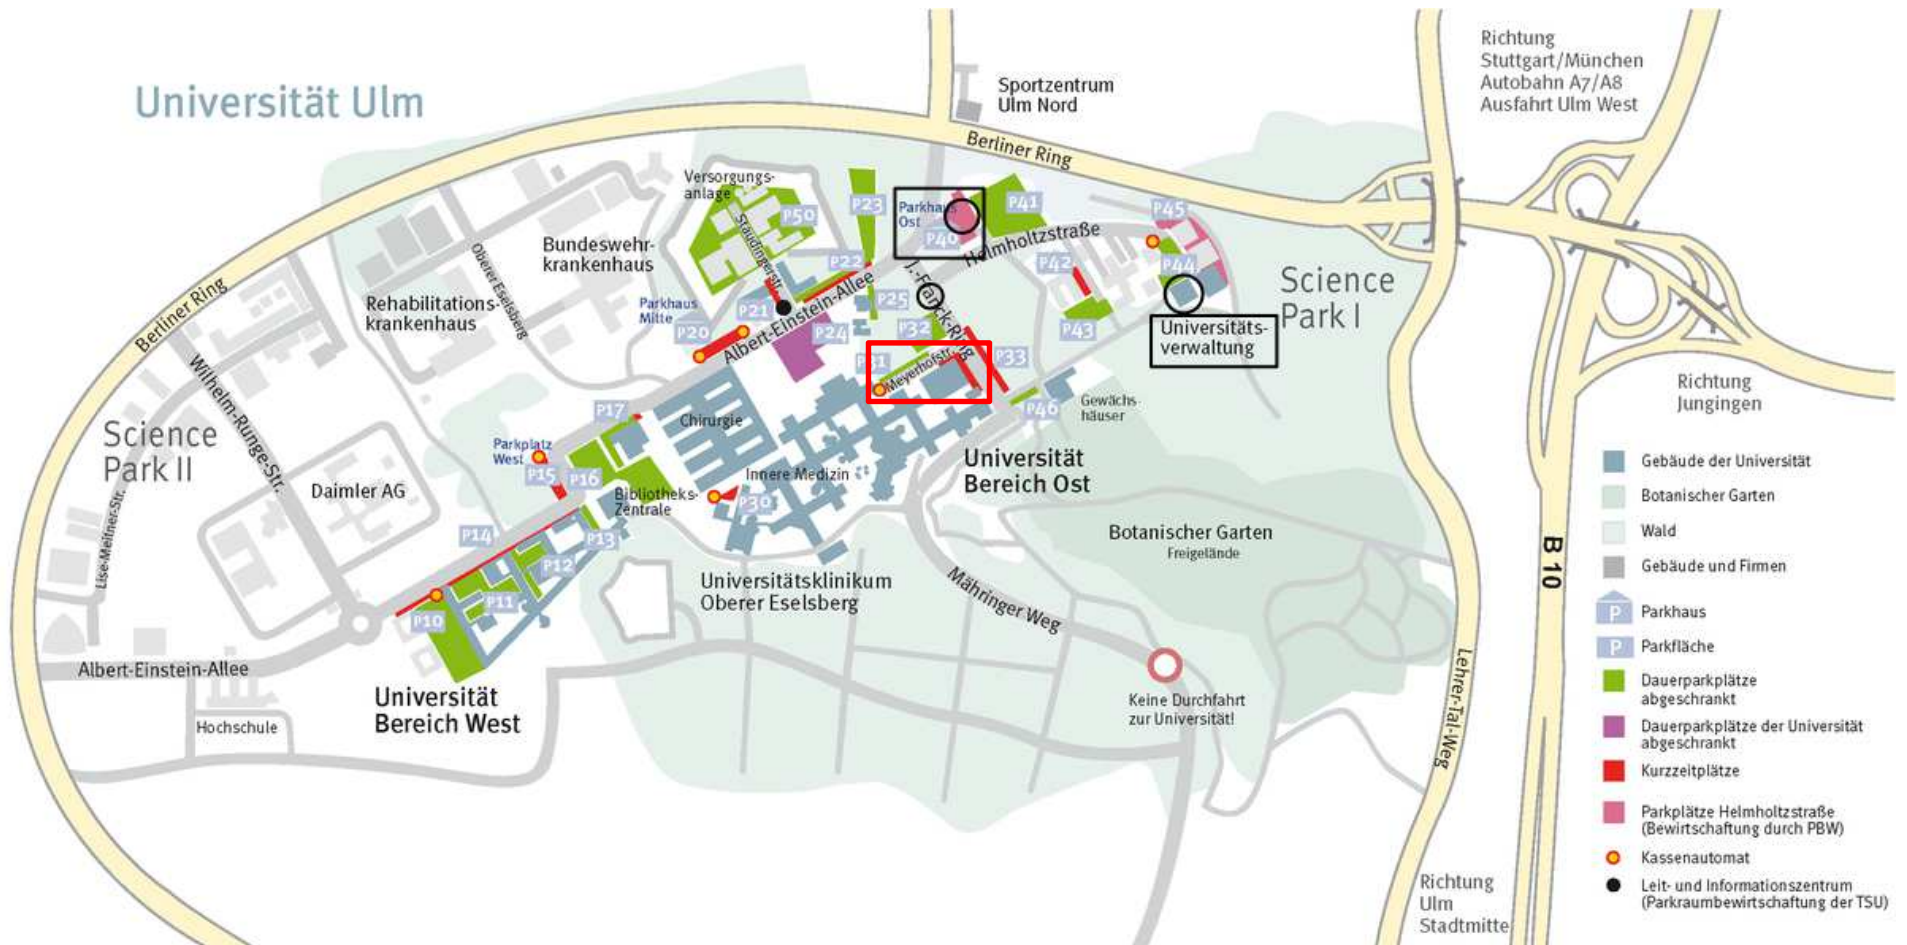 Universität Ulm
Sportzentrum
Ulm Nord
Richtung
Stuttgart/München
Autobahn A7/A8
Ausfahrt Ulm West
Berliner Ring
Versorgungs-
anlage
P50
P23
Parkhaus
Ost
P40
P41
Helmholtzstraße
P45
Staudingerstr.
Bundeswehr-
krankenhaus
Oberer Eselsberg
P22
P42
P44
Science
Park I
Berliner Ring
Rehabilitations-
krankenhaus
Parkhaus
Mitte
P20
P21
Albert-Einstein-Allee
P24
P25
J.-Franck-Ring
P32
P43
Universitäts-
verwaltung
P31
Meyerhofstr.
P33
Richtung
Jungingen
Wilhelm-Runge-Str.
P17
Chirurgie
P46
Gewächs-
häuser
Science
Park II
Parkplatz
West
P15
P16
Innere Medizin
Universität
Bereich Ost
Daimler AG
Bibliotheks-
Zentrale
P30
Lise-Meitner-Str.
P14
P13
P12
P11
P10
Botanischer Garten
Freigelände
Universitätsklinikum
Oberer Eselsberg
Mähringer Weg
B 10
Albert-Einstein-Allee
Universität
Bereich West
Hochschule
Keine Durchfahrt
zur Universität!
Lehrer-Tal-Weg
Richtung
Ulm
Stadtmitte
Gebäude der Universität
Botanischer Garten
Wald
Gebäude und Firmen
P
Parkhaus
P
Parkfläche
Dauerparkplätze
abgeschrankt
Dauerparkplätze der Universität
abgeschrankt
Kurzzeitplätze
Parkplätze Helmholtzstraße
(Bewirtschaftung durch PBW)
Kassenautomat
Leit- und Informationszentrum
(Parkraumbewirtschaftung der TSU)